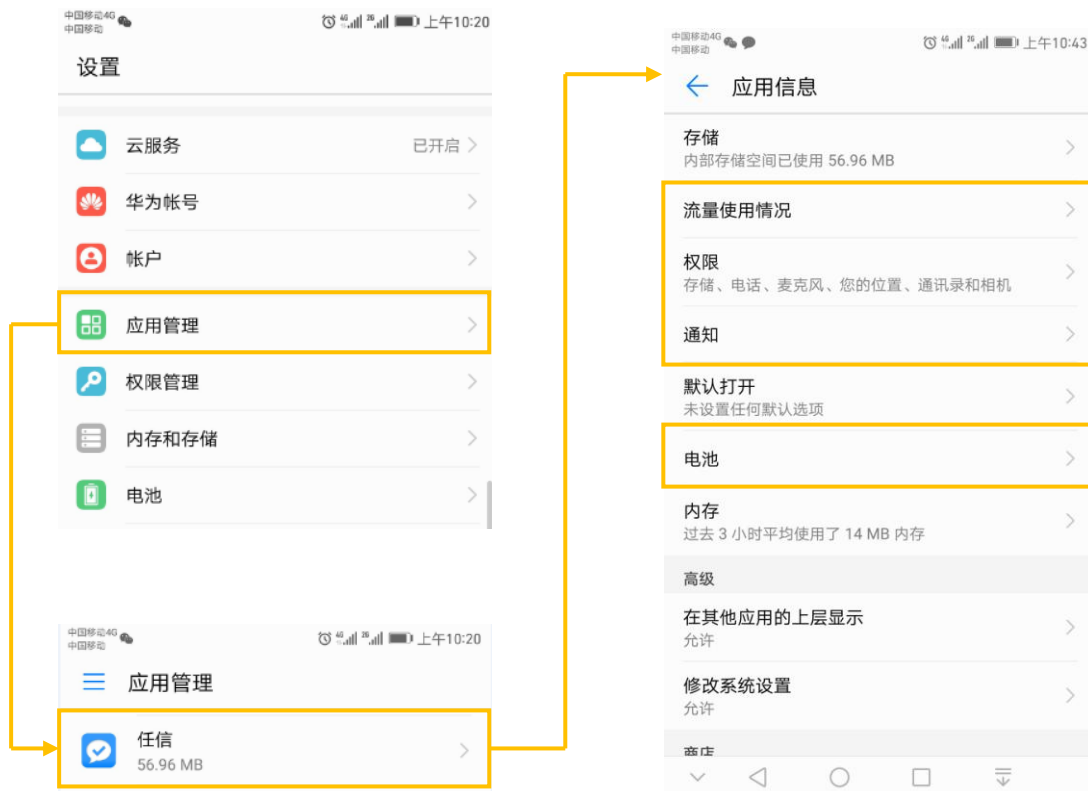 中国移动4G
中国移动
4G 2G 上午10:20
设置
云服务 已开启
华为帐号
帐户
应用管理
权限管理
内存和存储
电池
中国移动4G
中国移动
4G 2G 上午10:20
应用管理
任信
56.96 MB
中国移动4G
中国移动
4G 2G 上午10:43
应用信息
存储
内部存储空间已使用 56.96 MB
流量使用情况
权限
存储、电话、麦克风、您的位置、通讯录和相机
通知
默认打开
未设置任何默认选项
电池
内存
过去 3 小时平均使用了 14 MB 内存
高级
在其他应用的上层显示
允许
修改系统设置
允许
商店